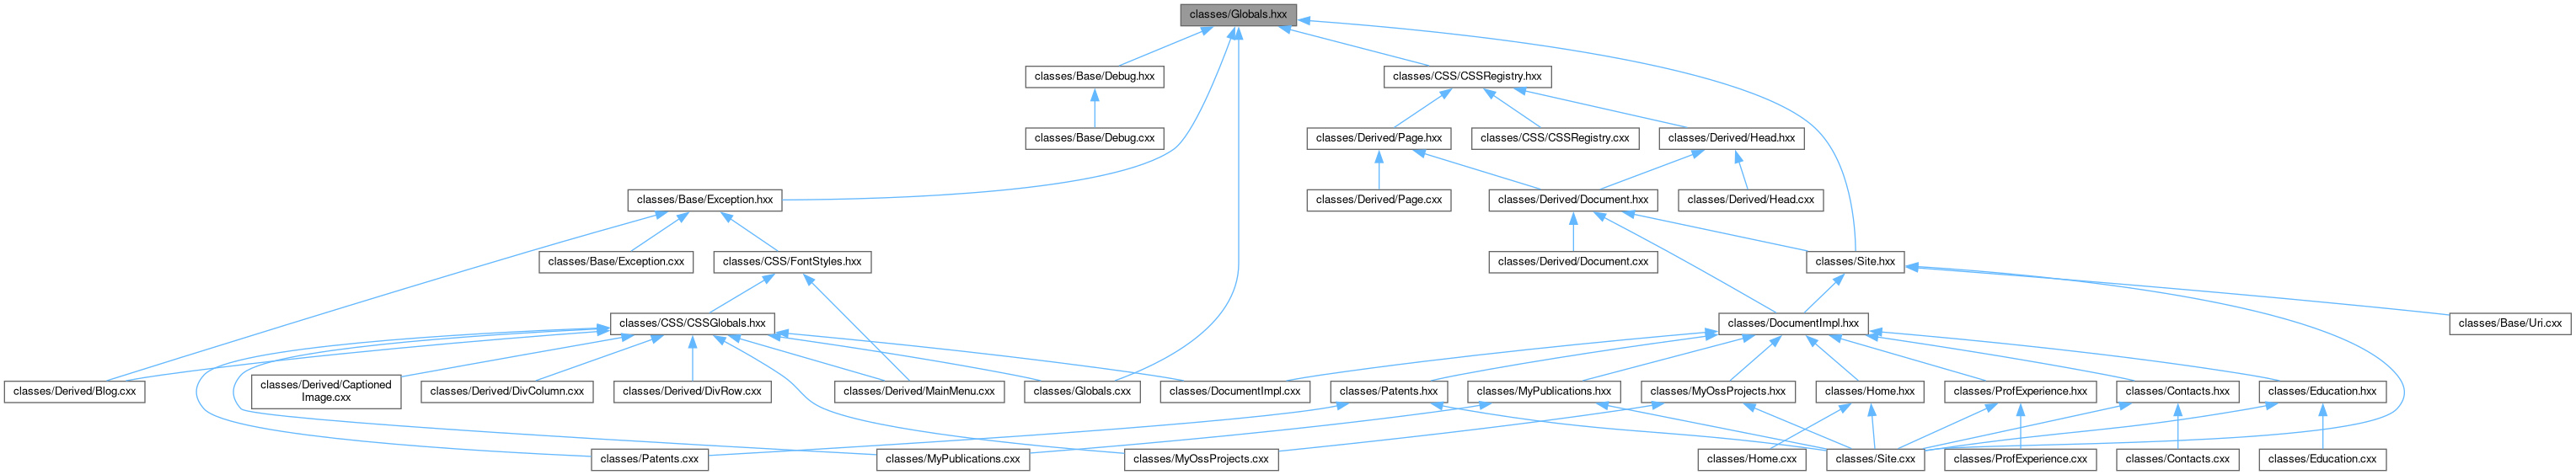 classes/Globals.hxx
classes/Base/Debug.hxx
classes/CSS/CSSRegistry.hxx
classes/Base/Debug.cxx
classes/Derived/Page.hxx
classes/CSS/CSSRegistry.cxx
classes/Derived/Head.hxx
classes/Base/Exception.hxx
classes/Derived/Page.cxx
classes/Derived/Document.hxx
classes/Derived/Head.cxx
classes/Base/Exception.cxx
classes/CSS/FontStyles.hxx
classes/Derived/Document.cxx
classes/Site.hxx
classes/CSS/CSSGlobals.hxx
classes/DocumentImpl.hxx
classes/Base/Uri.cxx
classes/Derived/Blog.cxx
classes/Derived/Captioned
Image.cxx
classes/Derived/DivColumn.cxx
classes/Derived/DivRow.cxx
classes/Derived/MainMenu.cxx
classes/Globals.cxx
classes/DocumentImpl.cxx
classes/Patents.hxx
classes/MyPublications.hxx
classes/MyOssProjects.hxx
classes/Home.hxx
classes/ProfExperience.hxx
classes/Contacts.hxx
classes/Education.hxx
classes/Patents.cxx
classes/MyPublications.cxx
classes/MyOssProjects.cxx
classes/Home.cxx
classes/Site.cxx
classes/ProfExperience.cxx
classes/Contacts.cxx
classes/Education.cxx